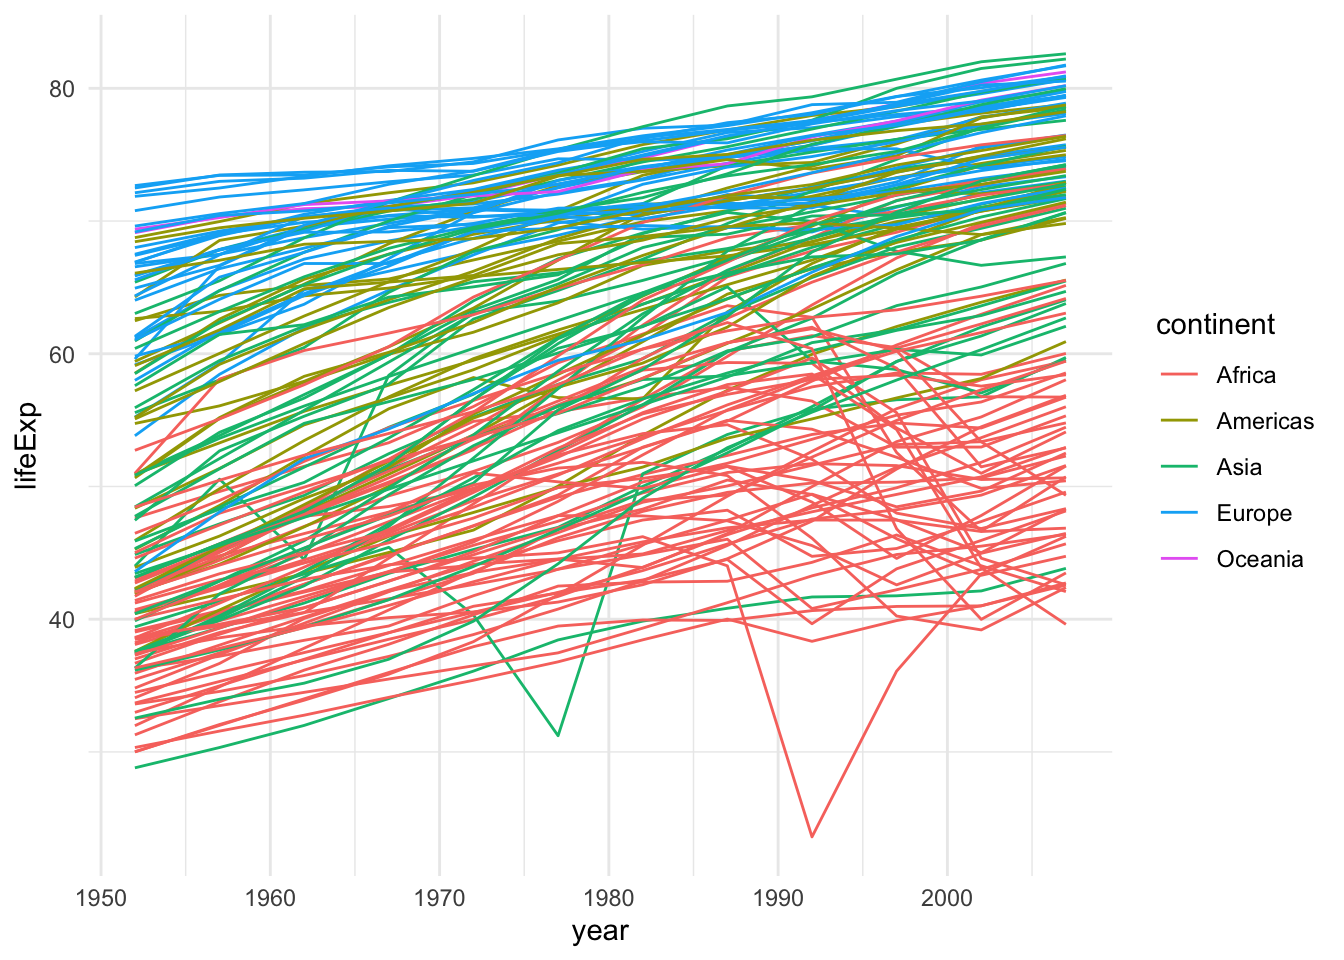 80
60
40
lifeExp
1950 1960 1970 1980 1990 2000
year
continent
Africa
Americas
Asia
Europe
Oceania